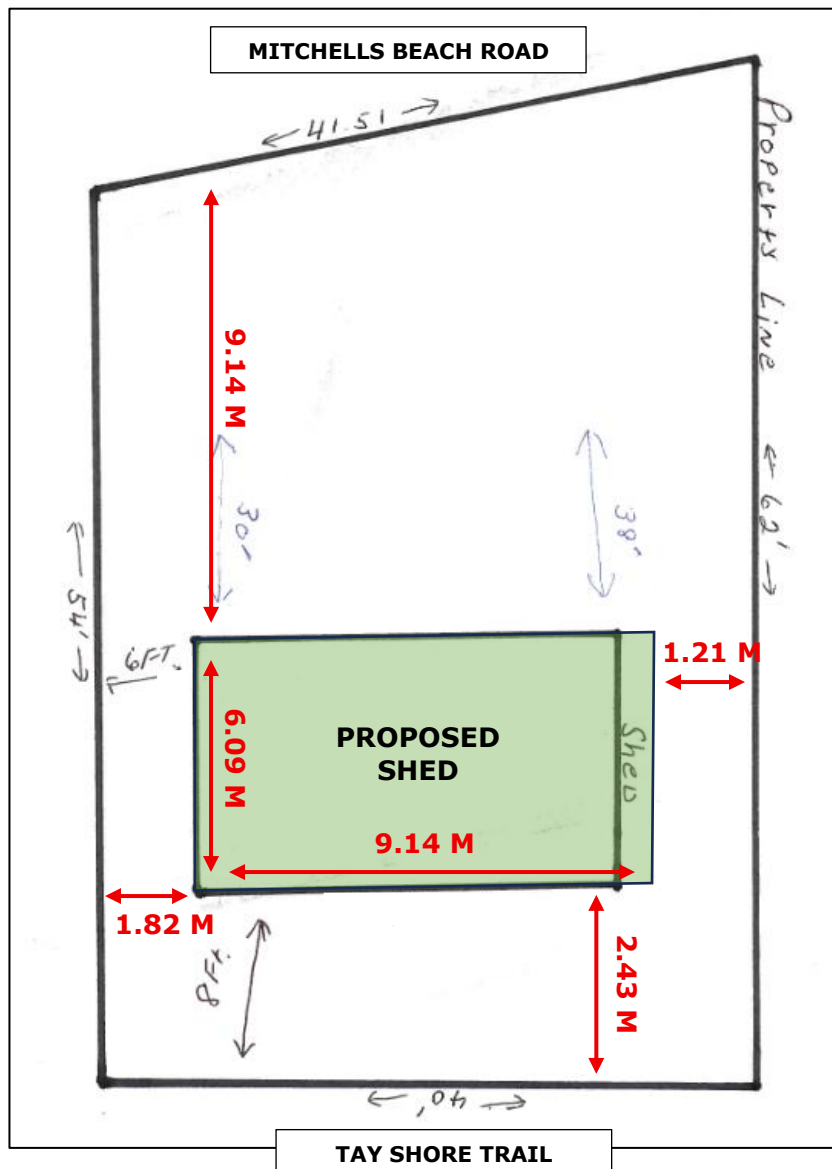 MITCHELLS BEACH ROAD
41.51
Property Line
9.14 M
30'
38'
62'
54'
6FT.
1.21 M
6.09 M
PROPOSED
SHED
Shed
9.14 M
1.82 M
8Ft.
2.43 M
40'
TAY SHORE TRAIL